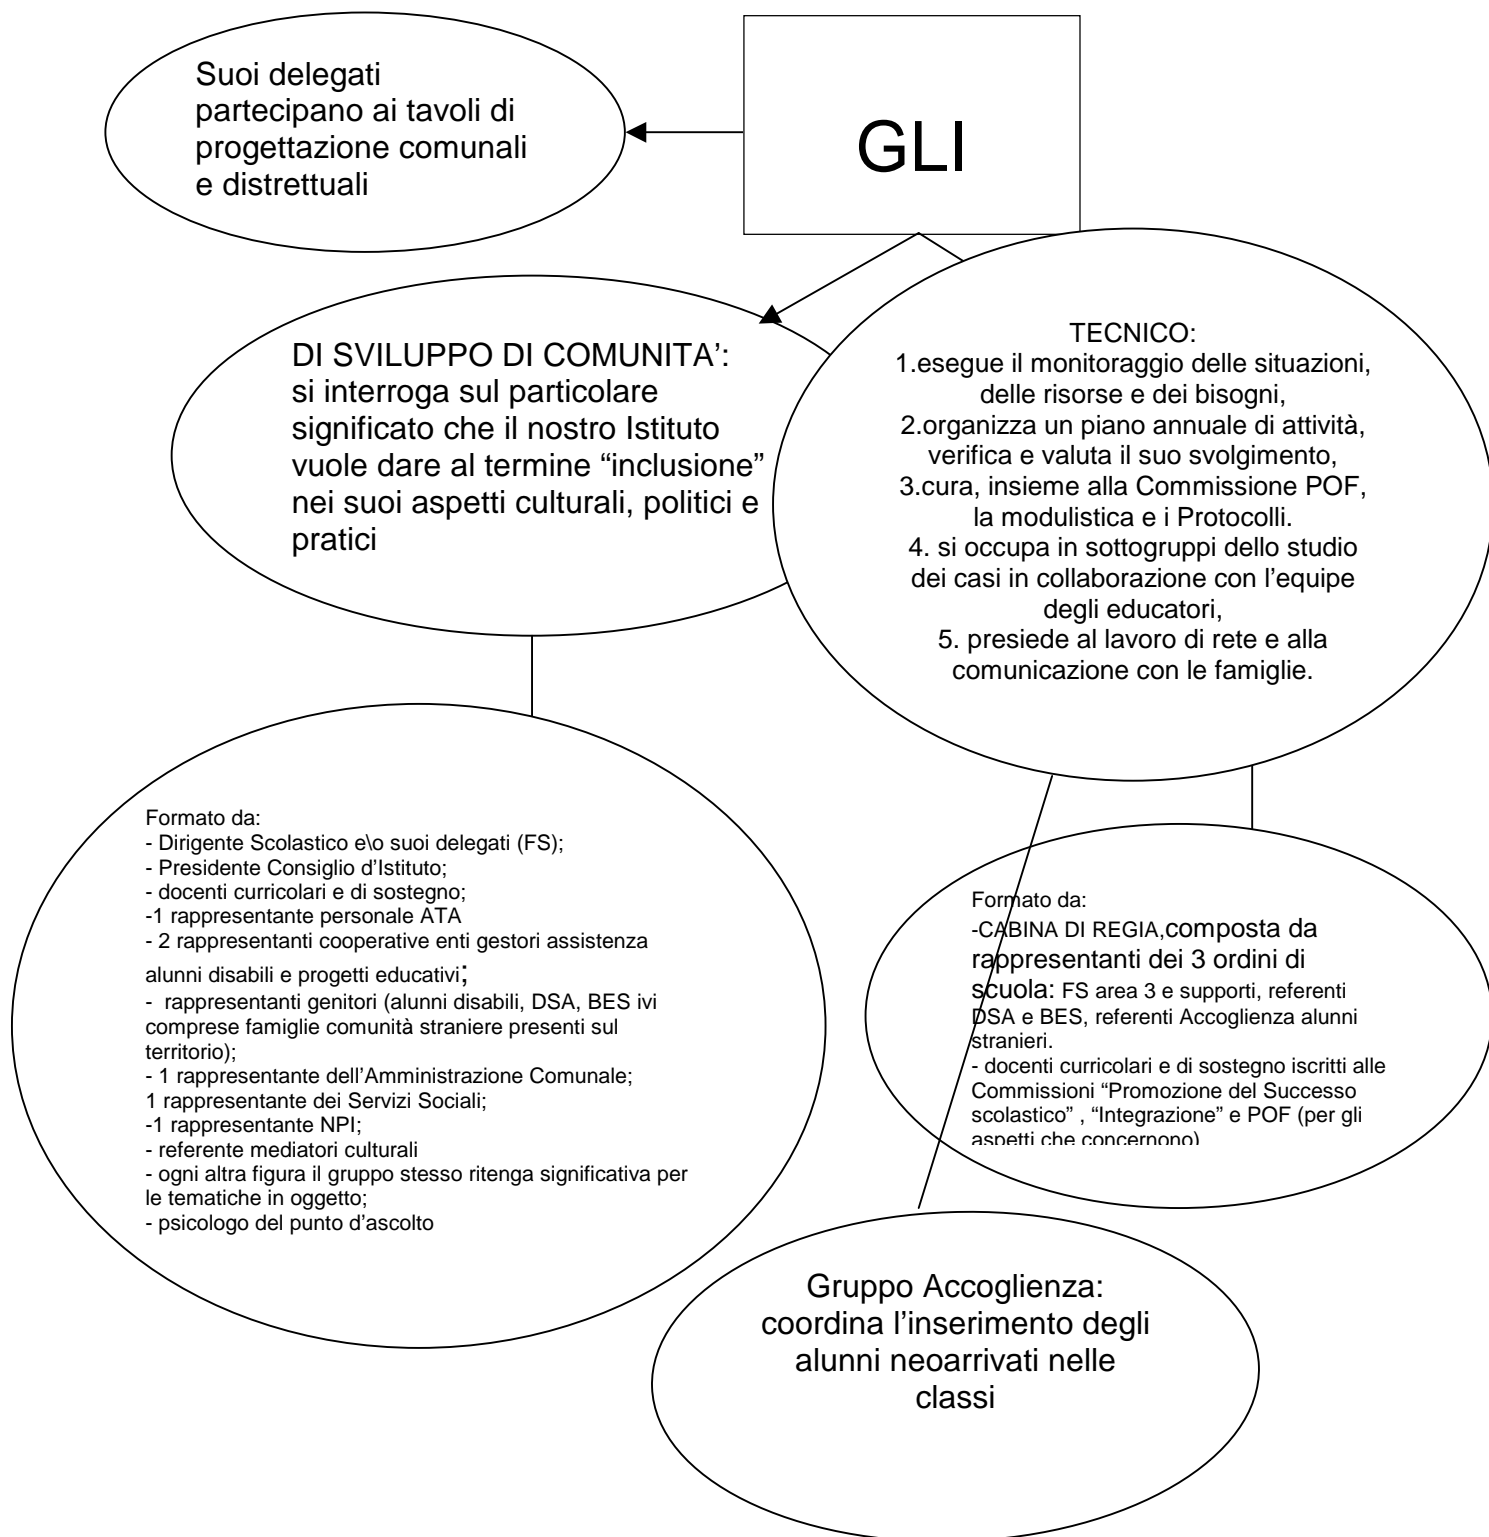 Suoi delegati
partecipano ai tavoli di
progettazione comunali
e distrettuali
GLI
DI SVILUPPO DI COMUNITA’:
si interroga sul particolare
significato che il nostro Istituto
vuole dare al termine “inclusione”
nei suoi aspetti culturali, politici e
pratici
TECNICO:
1.esegue il monitoraggio delle situazioni,
delle risorse e dei bisogni,
2.organizza un piano annuale di attività,
verifica e valuta il suo svolgimento,
3.cura, insieme alla Commissione POF,
la modulistica e i Protocolli.
4. si occupa in sottogruppi dello studio
dei casi in collaborazione con l’equipe
degli educatori,
5. presiede al lavoro di rete e alla
comunicazione con le famiglie.
Formato da:
- Dirigente Scolastico e\o suoi delegati (FS);
- Presidente Consiglio d’Istituto;
- docenti curricolari e di sostegno;
-1 rappresentante personale ATA
- 2 rappresentanti cooperative enti gestori assistenza
alunni disabili e progetti educativi;
- rappresentanti genitori (alunni disabili, DSA, BES ivi
comprese famiglie comunità straniere presenti sul
territorio);
- 1 rappresentante dell’Amministrazione Comunale;
1 rappresentante dei Servizi Sociali;
-1 rappresentante NPI;
- referente mediatori culturali
- ogni altra figura il gruppo stesso ritenga significativa per
le tematiche in oggetto;
- psicologo del punto d’ascolto
Formato da:
-CABINA DI REGIA,composta da
rappresentanti dei 3 ordini di
scuola: FS area 3 e supporti, referenti
DSA e BES, referenti Accoglienza alunni
stranieri.
- docenti curricolari e di sostegno iscritti alle
Commissioni “Promozione del Successo
scolastico” , “Integrazione” e POF (per gli
aspetti che concernono)
Gruppo Accoglienza:
coordina l’inserimento degli
alunni neoarrivati nelle
classi